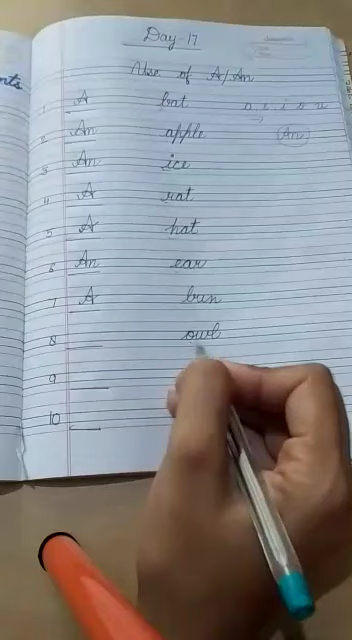 nts
Day-17
Use of A/An
1 A bat a, e, i, o, u
2 An apple (An)
3 An ice
4 A rat
5 A hat
6 An ear
7 A bun
8 owl
9
10